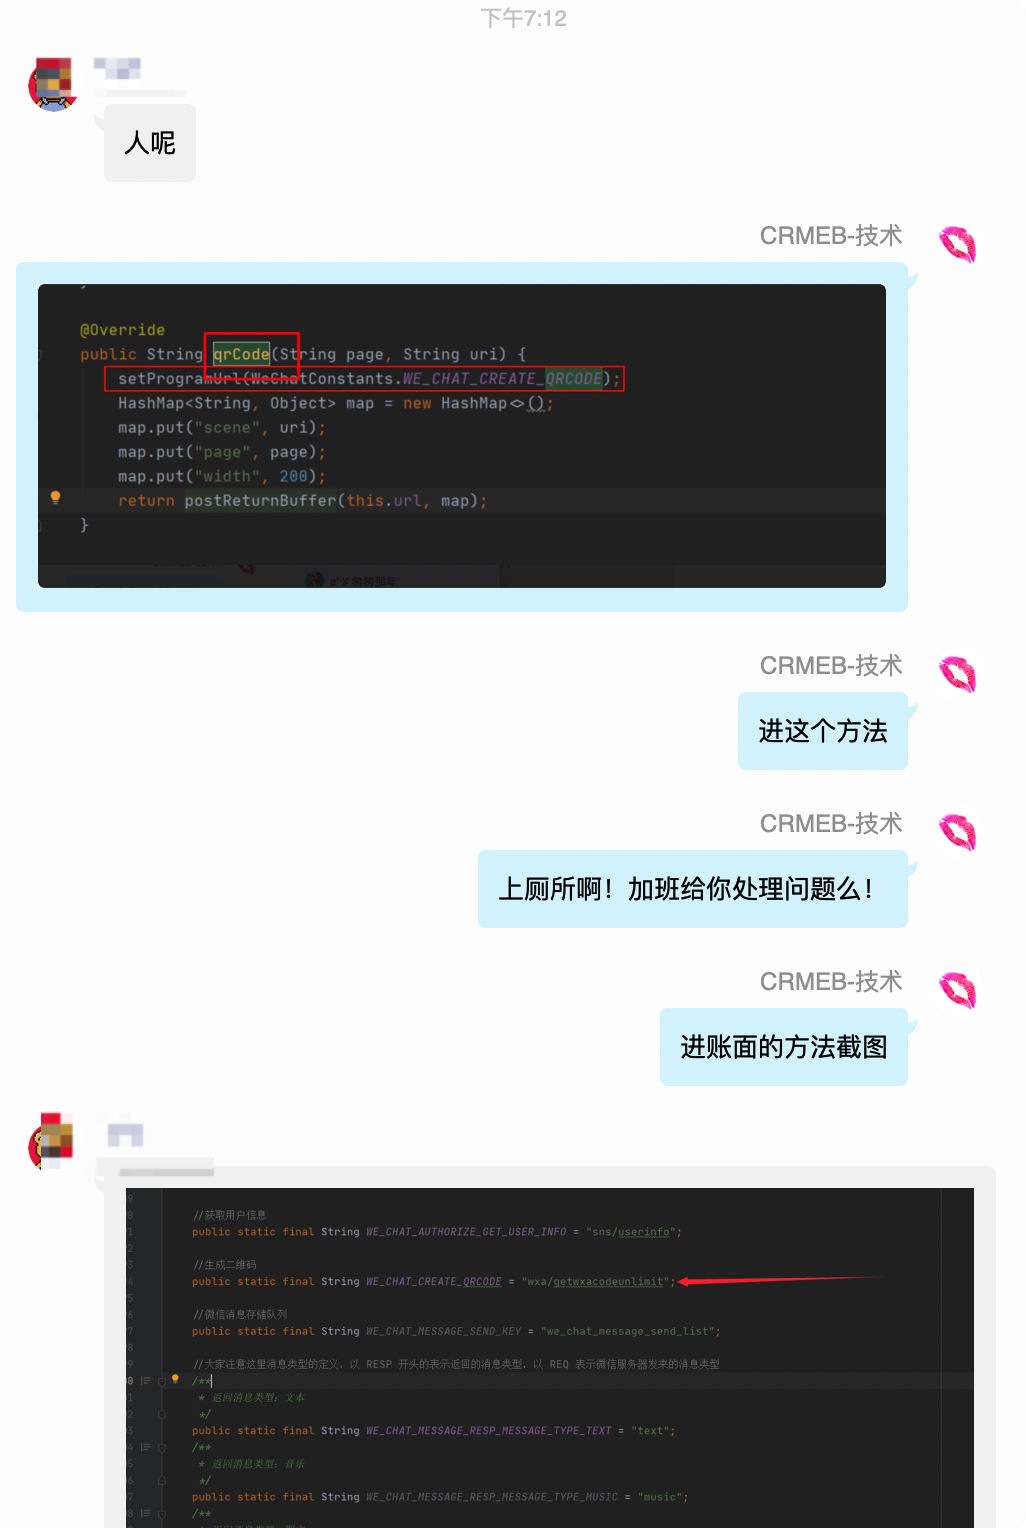 下午7:12
人呢
CRMEB-技术
@Override
public String qrCode(String page, String uri) {
setProgramUrl(WeChatConstants.WE_CHAT_CREATE_QRCODE);
HashMap<String, Object> map = new HashMap<>();
map.put("scene", uri);
map.put("page", page);
map.put("width", 200);
return postReturnBuffer(this.url, map);
}
匆匆那年
CRMEB-技术
进这个方法
CRMEB-技术
上厕所啊！加班给你处理问题么！
CRMEB-技术
进账面的方法截图
//获取用户信息
public static final String WE_CHAT_AUTHORIZE_GET_USER_INFO = "sns/userinfo";
//生成二维码
public static final String WE_CHAT_CREATE_QRCODE = "wxa/getwxacodeunlimit";
//微信消息存储队列
public static final String WE_CHAT_MESSAGE_SEND_KEY = "we_chat_message_send_list";
//大家注意这里消息类型的定义，以 RESP 开头的表示返回的消息类型，以 REQ 表示微信服务器发来的消息类型
/**
* 返回消息类型：文本
*/
public static final String WE_CHAT_MESSAGE_RESP_MESSAGE_TYPE_TEXT = "text";
/**
* 返回消息类型：音乐
*/
public static final String WE_CHAT_MESSAGE_RESP_MESSAGE_TYPE_MUSIC = "music";
/**